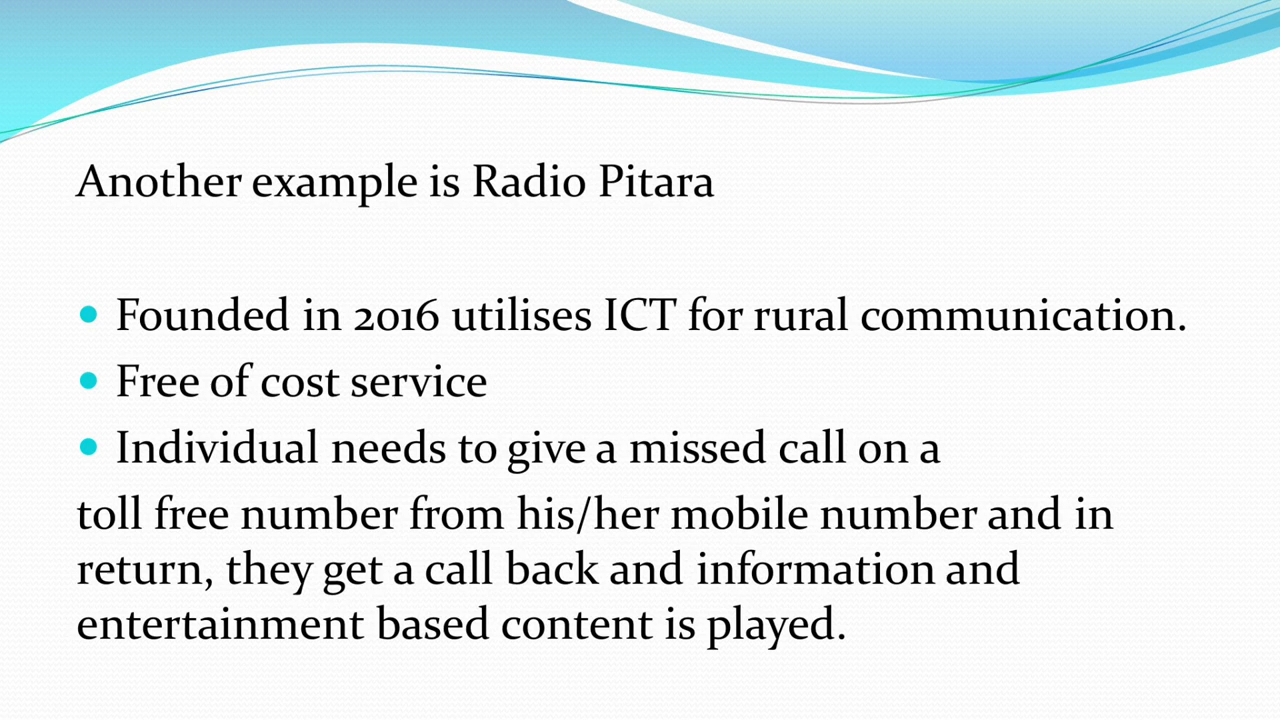 Another example is Radio Pitara
• Founded in 2016 utilises ICT for rural communication.
• Free of cost service
• Individual needs to give a missed call on a
toll free number from his/her mobile number and in
return, they get a call back and information and
entertainment based content is played.